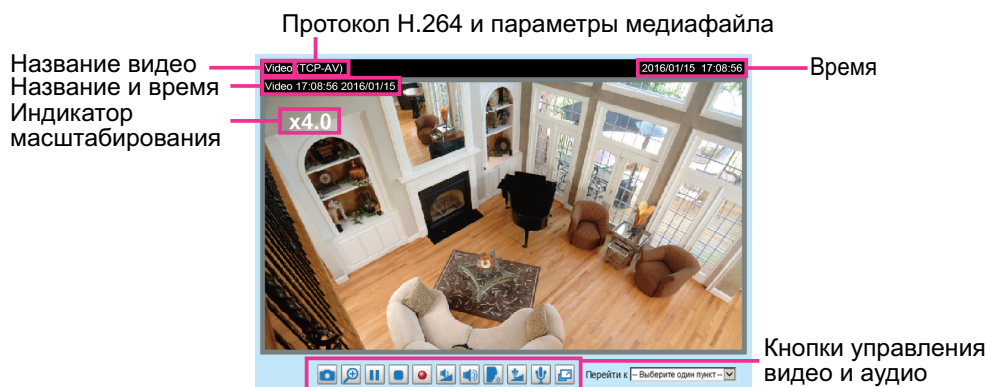 Протокол H.264 и параметры медиафайла
Название видео
Video (TCP-AV)
2016/01/15 17:08:56
Время
Название и время
Video 17:08:56 2016/01/15
Индикатор
масштабирования
x4.0
Кнопки управления
видео и аудио
Перейти к
-- Выберите один пункт --